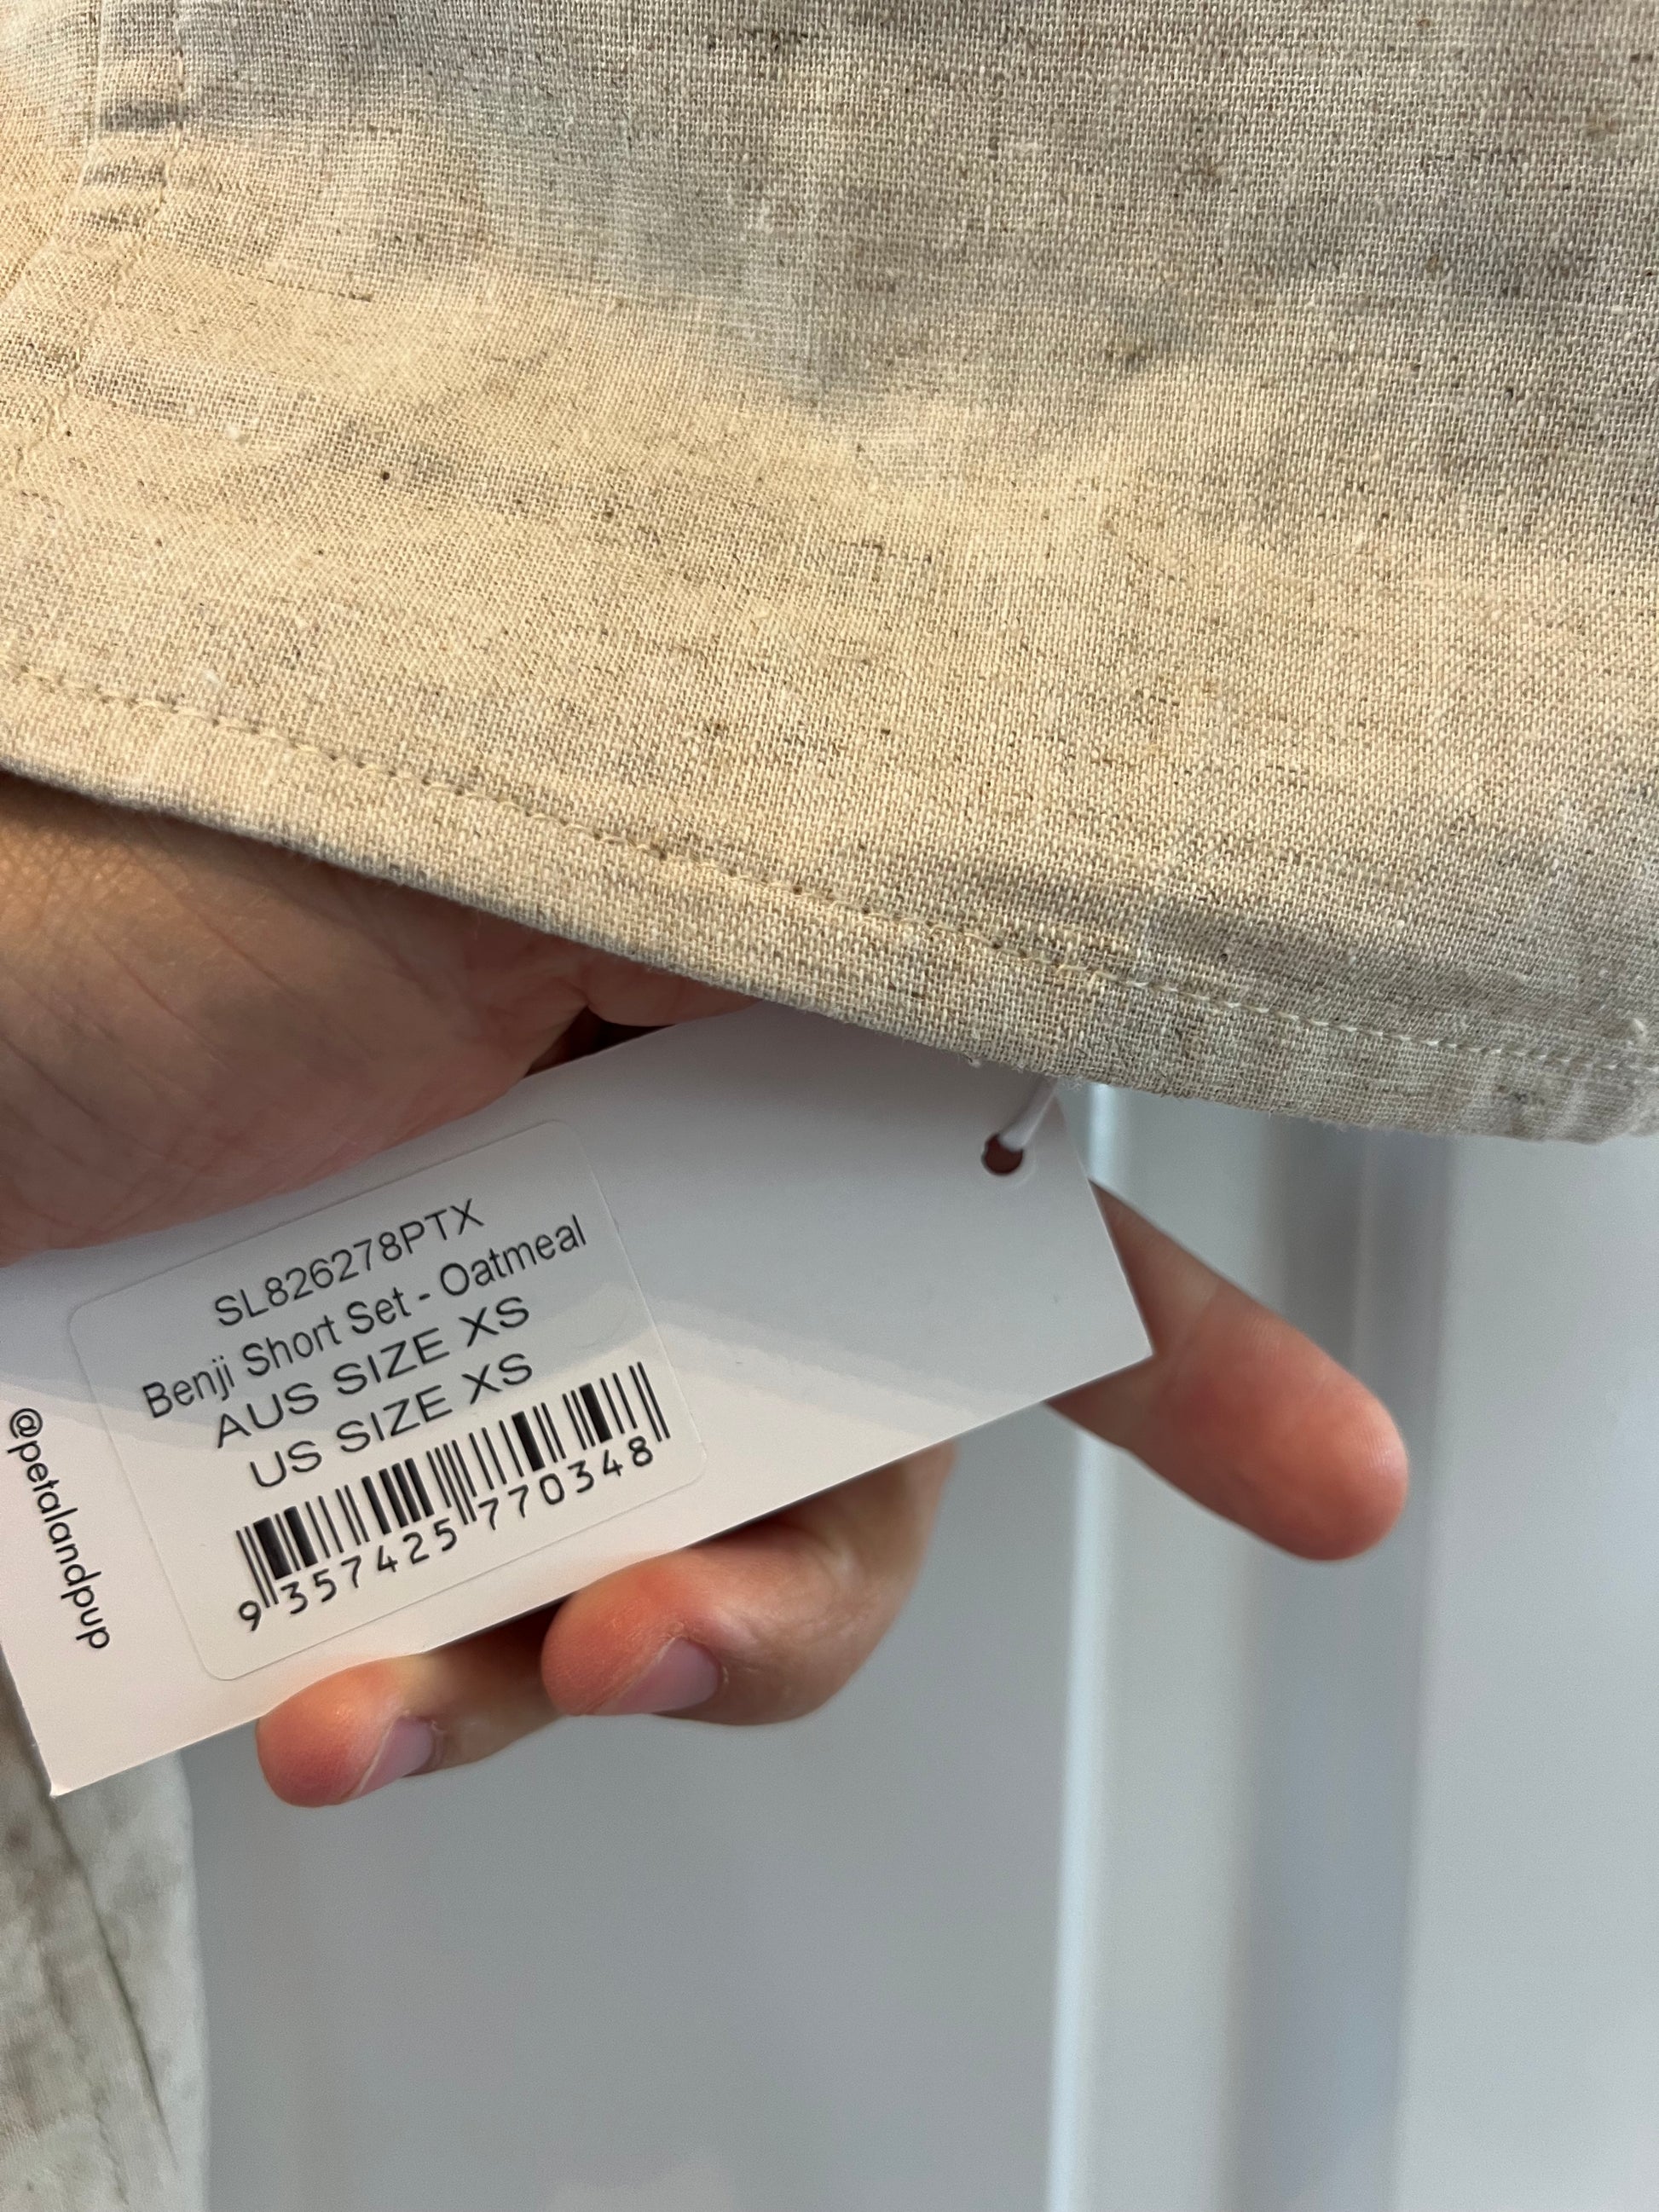 SL826278PTX
Benji Short Set - Oatmeal
AUS SIZE XS
US SIZE XS
9 357425 770348
@petalandpup